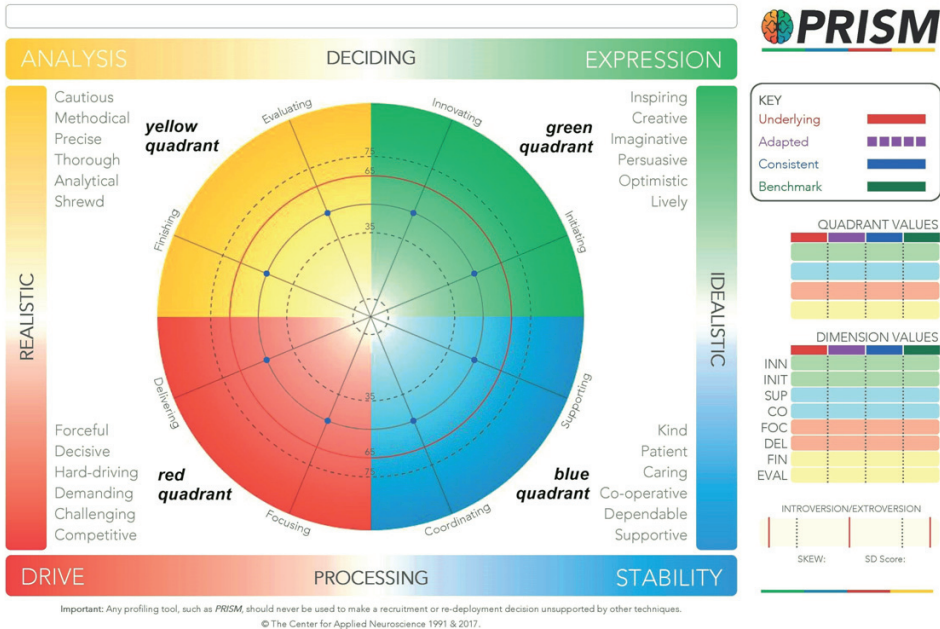 PRISM
ANALYSIS
DECIDING
EXPRESSION
REALISTIC
Cautious
Methodical
Precise
Thorough
Analytical
Shrewd
yellow
quadrant
Evaluating
Innovating
green
quadrant
Inspiring
Creative
Imaginative
Persuasive
Optimistic
Lively
IDEALISTIC
Finishing
Initiating
75
65
35
Delivering
Supporting
35
65
75
Focusing
Coordinating
Forceful
Decisive
Hard-driving
Demanding
Challenging
Competitive
red
quadrant
blue
quadrant
Kind
Patient
Caring
Co-operative
Dependable
Supportive
DRIVE
PROCESSING
STABILITY
KEY
Underlying
Adapted
Consistent
Benchmark
QUADRANT VALUES
DIMENSION VALUES
INN
INIT
SUP
CO
FOC
DEL
FIN
EVAL
INTROVERSION/EXTROVERSION
SKEW: SD Score:
Important: Any profiling tool, such as PRISM, should never be used to make a recruitment or re-deployment decision unsupported by other techniques.
© The Center for Applied Neuroscience 1991 & 2017.